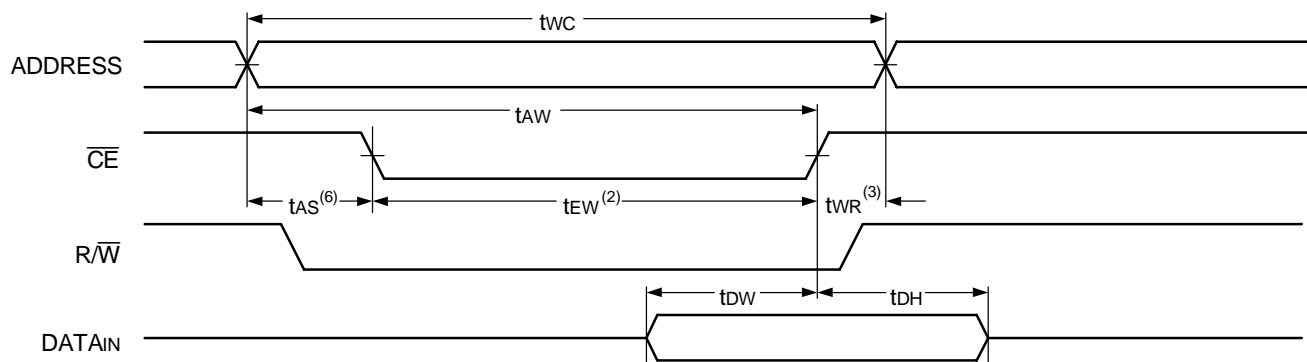 tWC
ADDRESS
tAW
CE
tAS(6) tEW(2) tWR(3)
R/W
tDW tDH
DATAIN